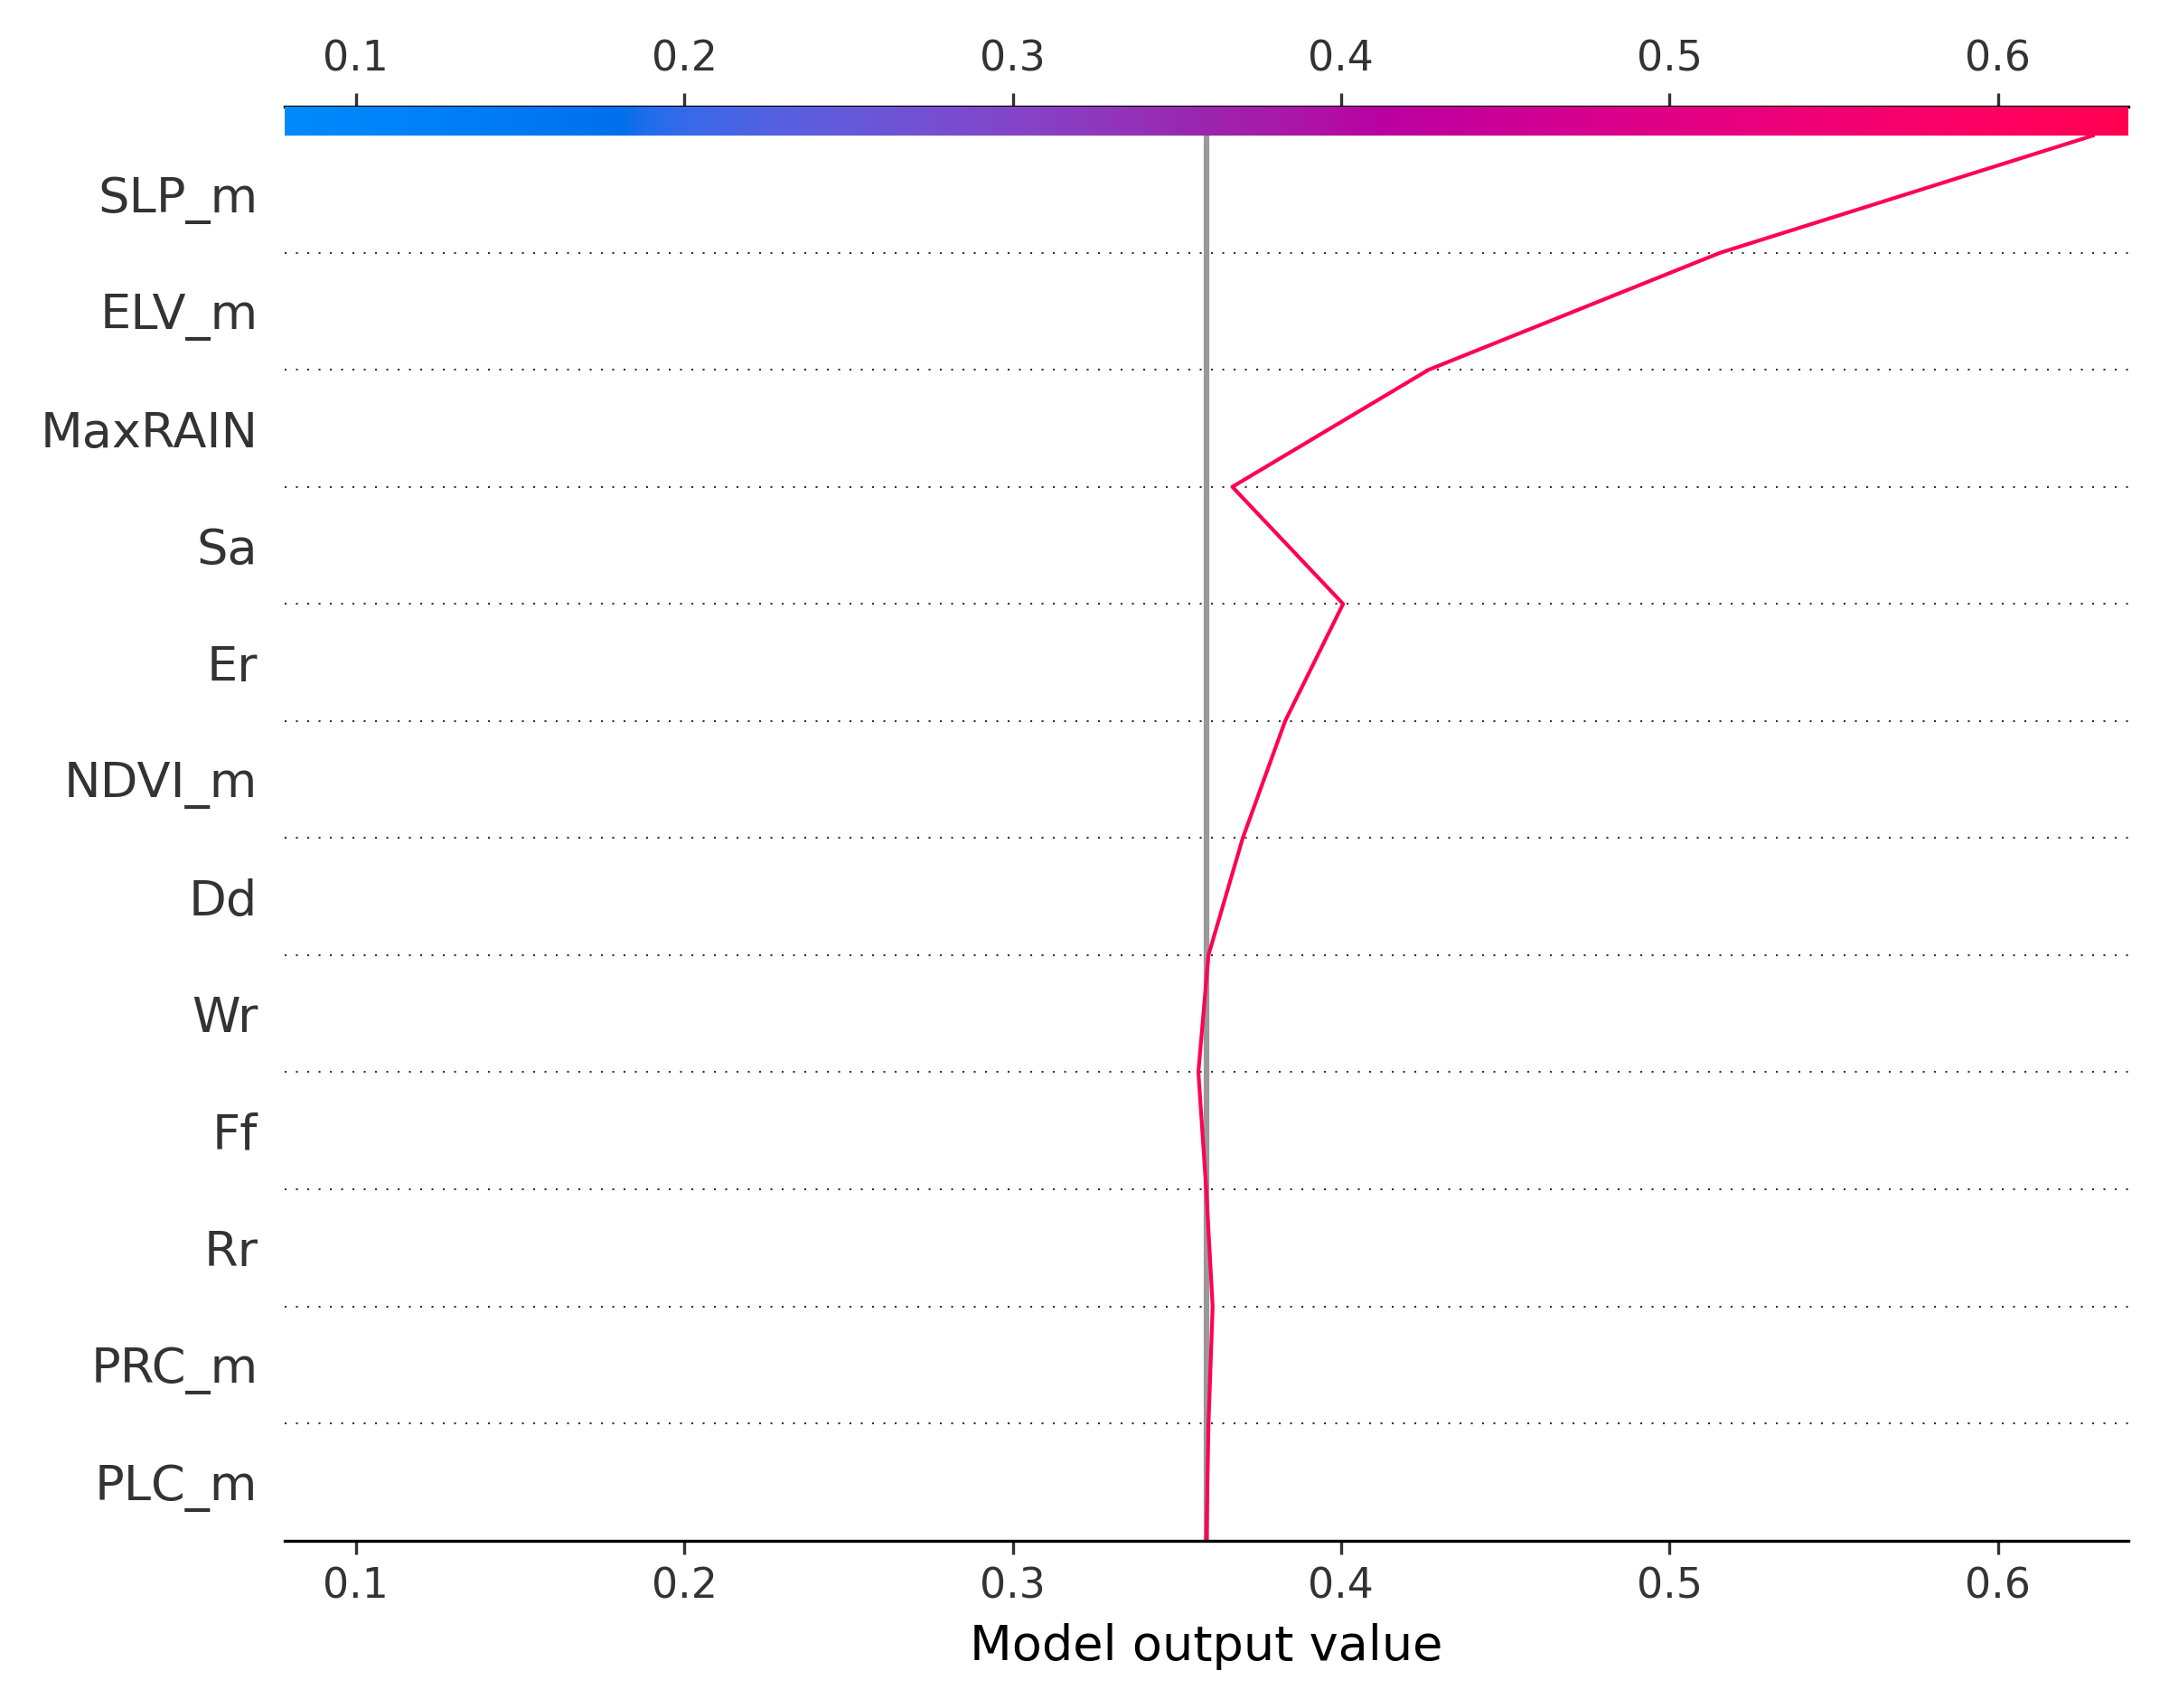 0.1 0.2 0.3 0.4 0.5 0.6
SLP_m
ELV_m
MaxRAIN
Sa
Er
NDVI_m
Dd
Wr
Ff
Rr
PRC_m
PLC_m
0.1 0.2 0.3 0.4 0.5 0.6
Model output value